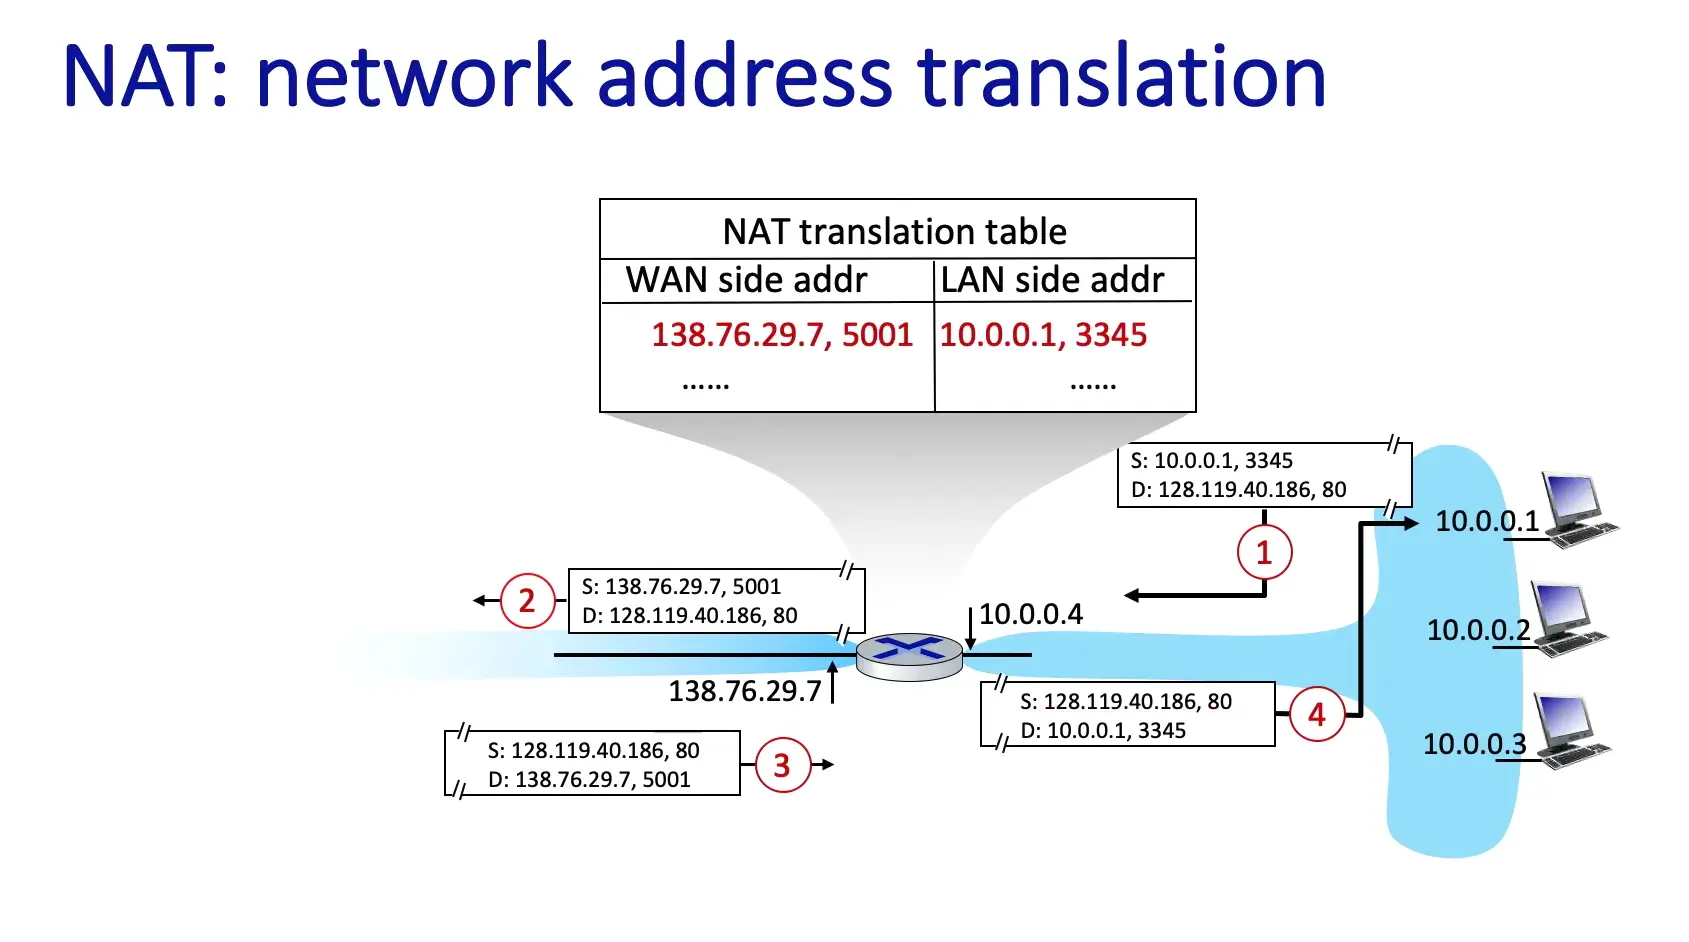 NAT: network address translation
NAT translation table
WAN side addr
LAN side addr
138.76.29.7, 5001
10.0.0.1, 3345
......
......
S: 10.0.0.1, 3345
D: 128.119.40.186, 80
1
10.0.0.1
S: 138.76.29.7, 5001
D: 128.119.40.186, 80
2
10.0.0.4
10.0.0.2
138.76.29.7
S: 128.119.40.186, 80
D: 10.0.0.1, 3345
4
10.0.0.3
S: 128.119.40.186, 80
D: 138.76.29.7, 5001
3